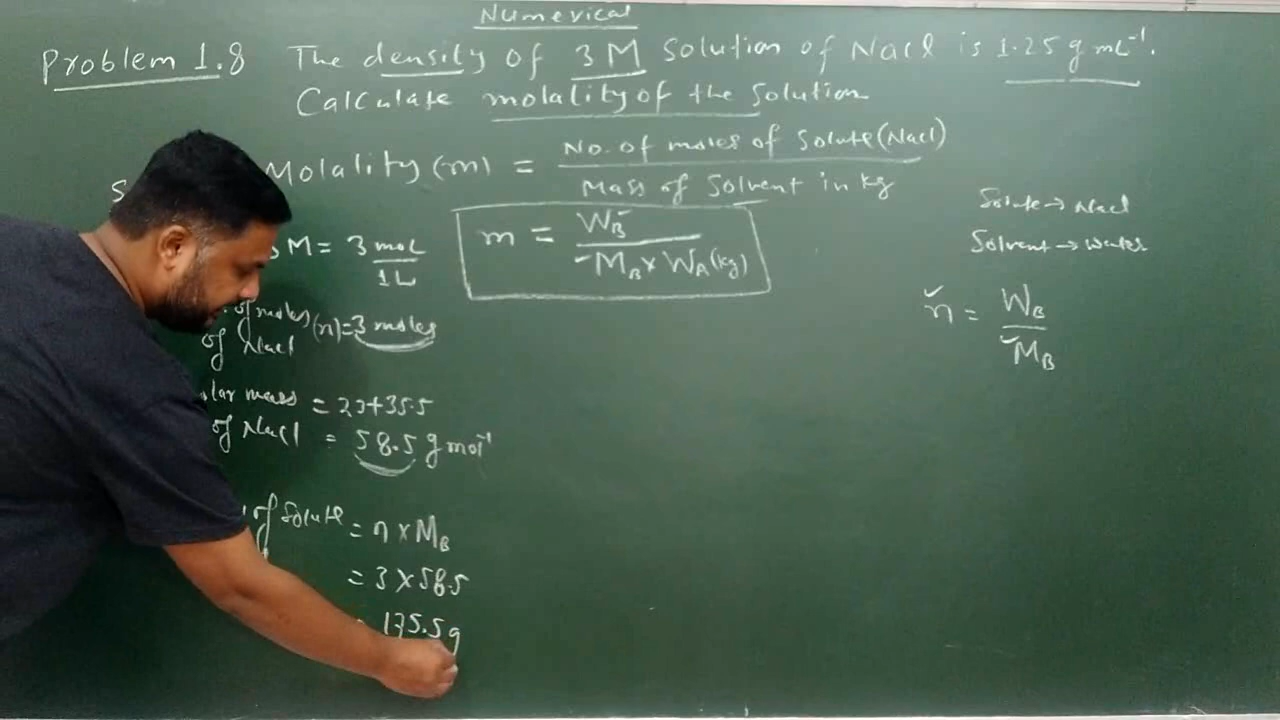 Numerical
Problem 1.8 The density of 3 M Solution of NaCl is 1.25 g mL⁻¹.
Calculate molality of the Solution
Molality (m) = No. of moles of Solute (NaCl) / Mass of Solvent in kg
S
3 M = 3 mol / 1L
m = W_B / M_B × W_A (kg)
Solute → NaCl
Solvent → Water
n = W_B / M_B
of moles (n) = 3 moles
of NaCl
lar mass = 23+35.5
of NaCl = 58.5 g mol⁻¹
of Solute = n × M_B
= 3 × 58.5
= 175.5 g